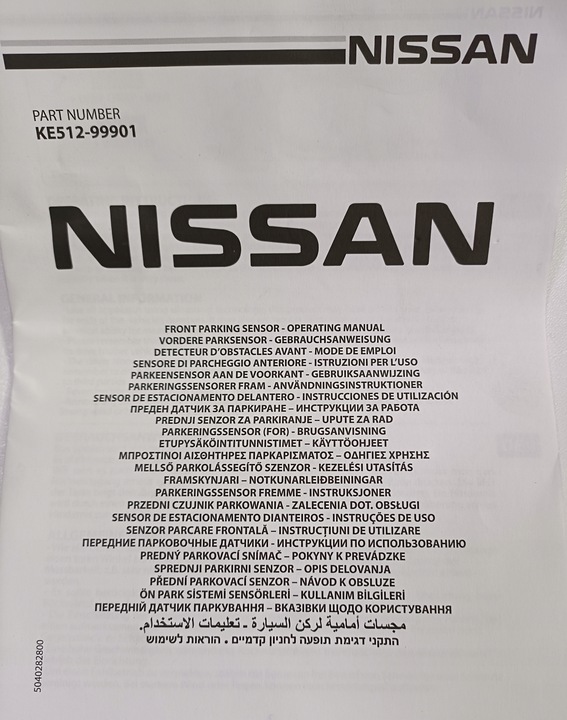 NISSAN
PART NUMBER
KE512-99901
NISSAN
FRONT PARKING SENSOR - OPERATING MANUAL
VORDERE PARKSENSOR - GEBRAUCHSANWEISUNG
DETECTEUR D'OBSTACLES AVANT - MODE DE EMPLOI
SENSORE DI PARCHEGGIO ANTERIORE - ISTRUZIONI PER L'USO
PARKEENSENSOR AAN DE VOORKANT - GEBRUIKSAANWIJZING
PARKERINGSSENSORER FRAM - ANVÄNDNINGSINSTRUKTIONER
SENSOR DE ESTACIONAMENTO DELANTERO - INSTRUCCIONES DE UTILIZACIÓN
ПРЕДЕН ДАТЧИК ЗА ПАРКИРАНЕ – ИНСТРУКЦИИ ЗА РАБОТА
PREDNJI SENZOR ZA PARKIRANJE – UPUTE ZA RAD
PARKERINGSSENSOR (FOR) - BRUGSANVISNING
ETUPYSÄKÖINTITUNNISTIMET – KÄYTTÖOHJEET
ΜΠΡΟΣΤΙΝΟΙ ΑΙΣΘΗΤΗΡΕΣ ΠΑΡΚΑΡΙΣΜΑΤΟΣ – ΟΔΗΓΙΕΣ ΧΡΗΣΗΣ
MELLSŐ PARKOLÁSSEGÍTŐ SZENZOR - KEZELÉSI UTASÍTÁS
FRAMSKYNJARI – NOTKUNARLEIÐBEININGAR
PARKERINGSSENSOR FREMME - INSTRUKSJONER
PRZEDNI CZUJNIK PARKOWANIA - ZALECENIA DOT. OBSŁUGI
SENSOR DE ESTACIONAMENTO DIANTEIROS - INSTRUÇÕES DE USO
SENZOR PARCARE FRONTALĂ – INSTRUCȚIUNI DE UTILIZARE
ПЕРЕДНИЕ ПАРКОВОЧНЫЕ ДАТЧИКИ - ИНСТРУКЦИИ ПО ИСПОЛЬЗОВАНИЮ
PREDNÝ PARKOVACÍ SNÍMAČ – POKYNY K PREVÁDZKE
SPREDNJI PARKIRNI SENZOR – OPIS DELOVANJA
PŘEDNÍ PARKOVACÍ SENZOR – NÁVOD K OBSLUZE
ÖN PARK SİSTEMİ SENSÖRLERİ – KULLANIM BİLGİLERİ
ПЕРЕДНІЙ ДАТЧИК ПАРКУВАННЯ – ВКАЗІВКИ ЩОДО КОРИСТУВАННЯ
مجسات أمامية لركن السيارة ـ تعليمات الاستخدام.
התקני דגימת תופעה לחניון קדמיים . הוראות לשימוש
5040282800